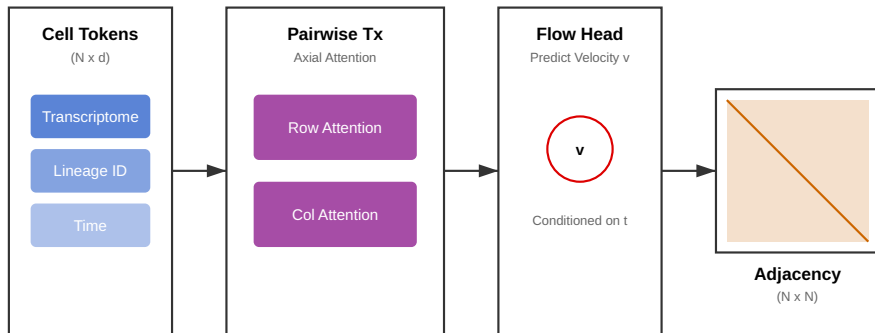 Cell Tokens
(N x d)
Transcriptome
Lineage ID
Time
Pairwise Tx
Axial Attention
Row Attention
Col Attention
Flow Head
Predict Velocity v
v
Conditioned on t
Adjacency
(N x N)